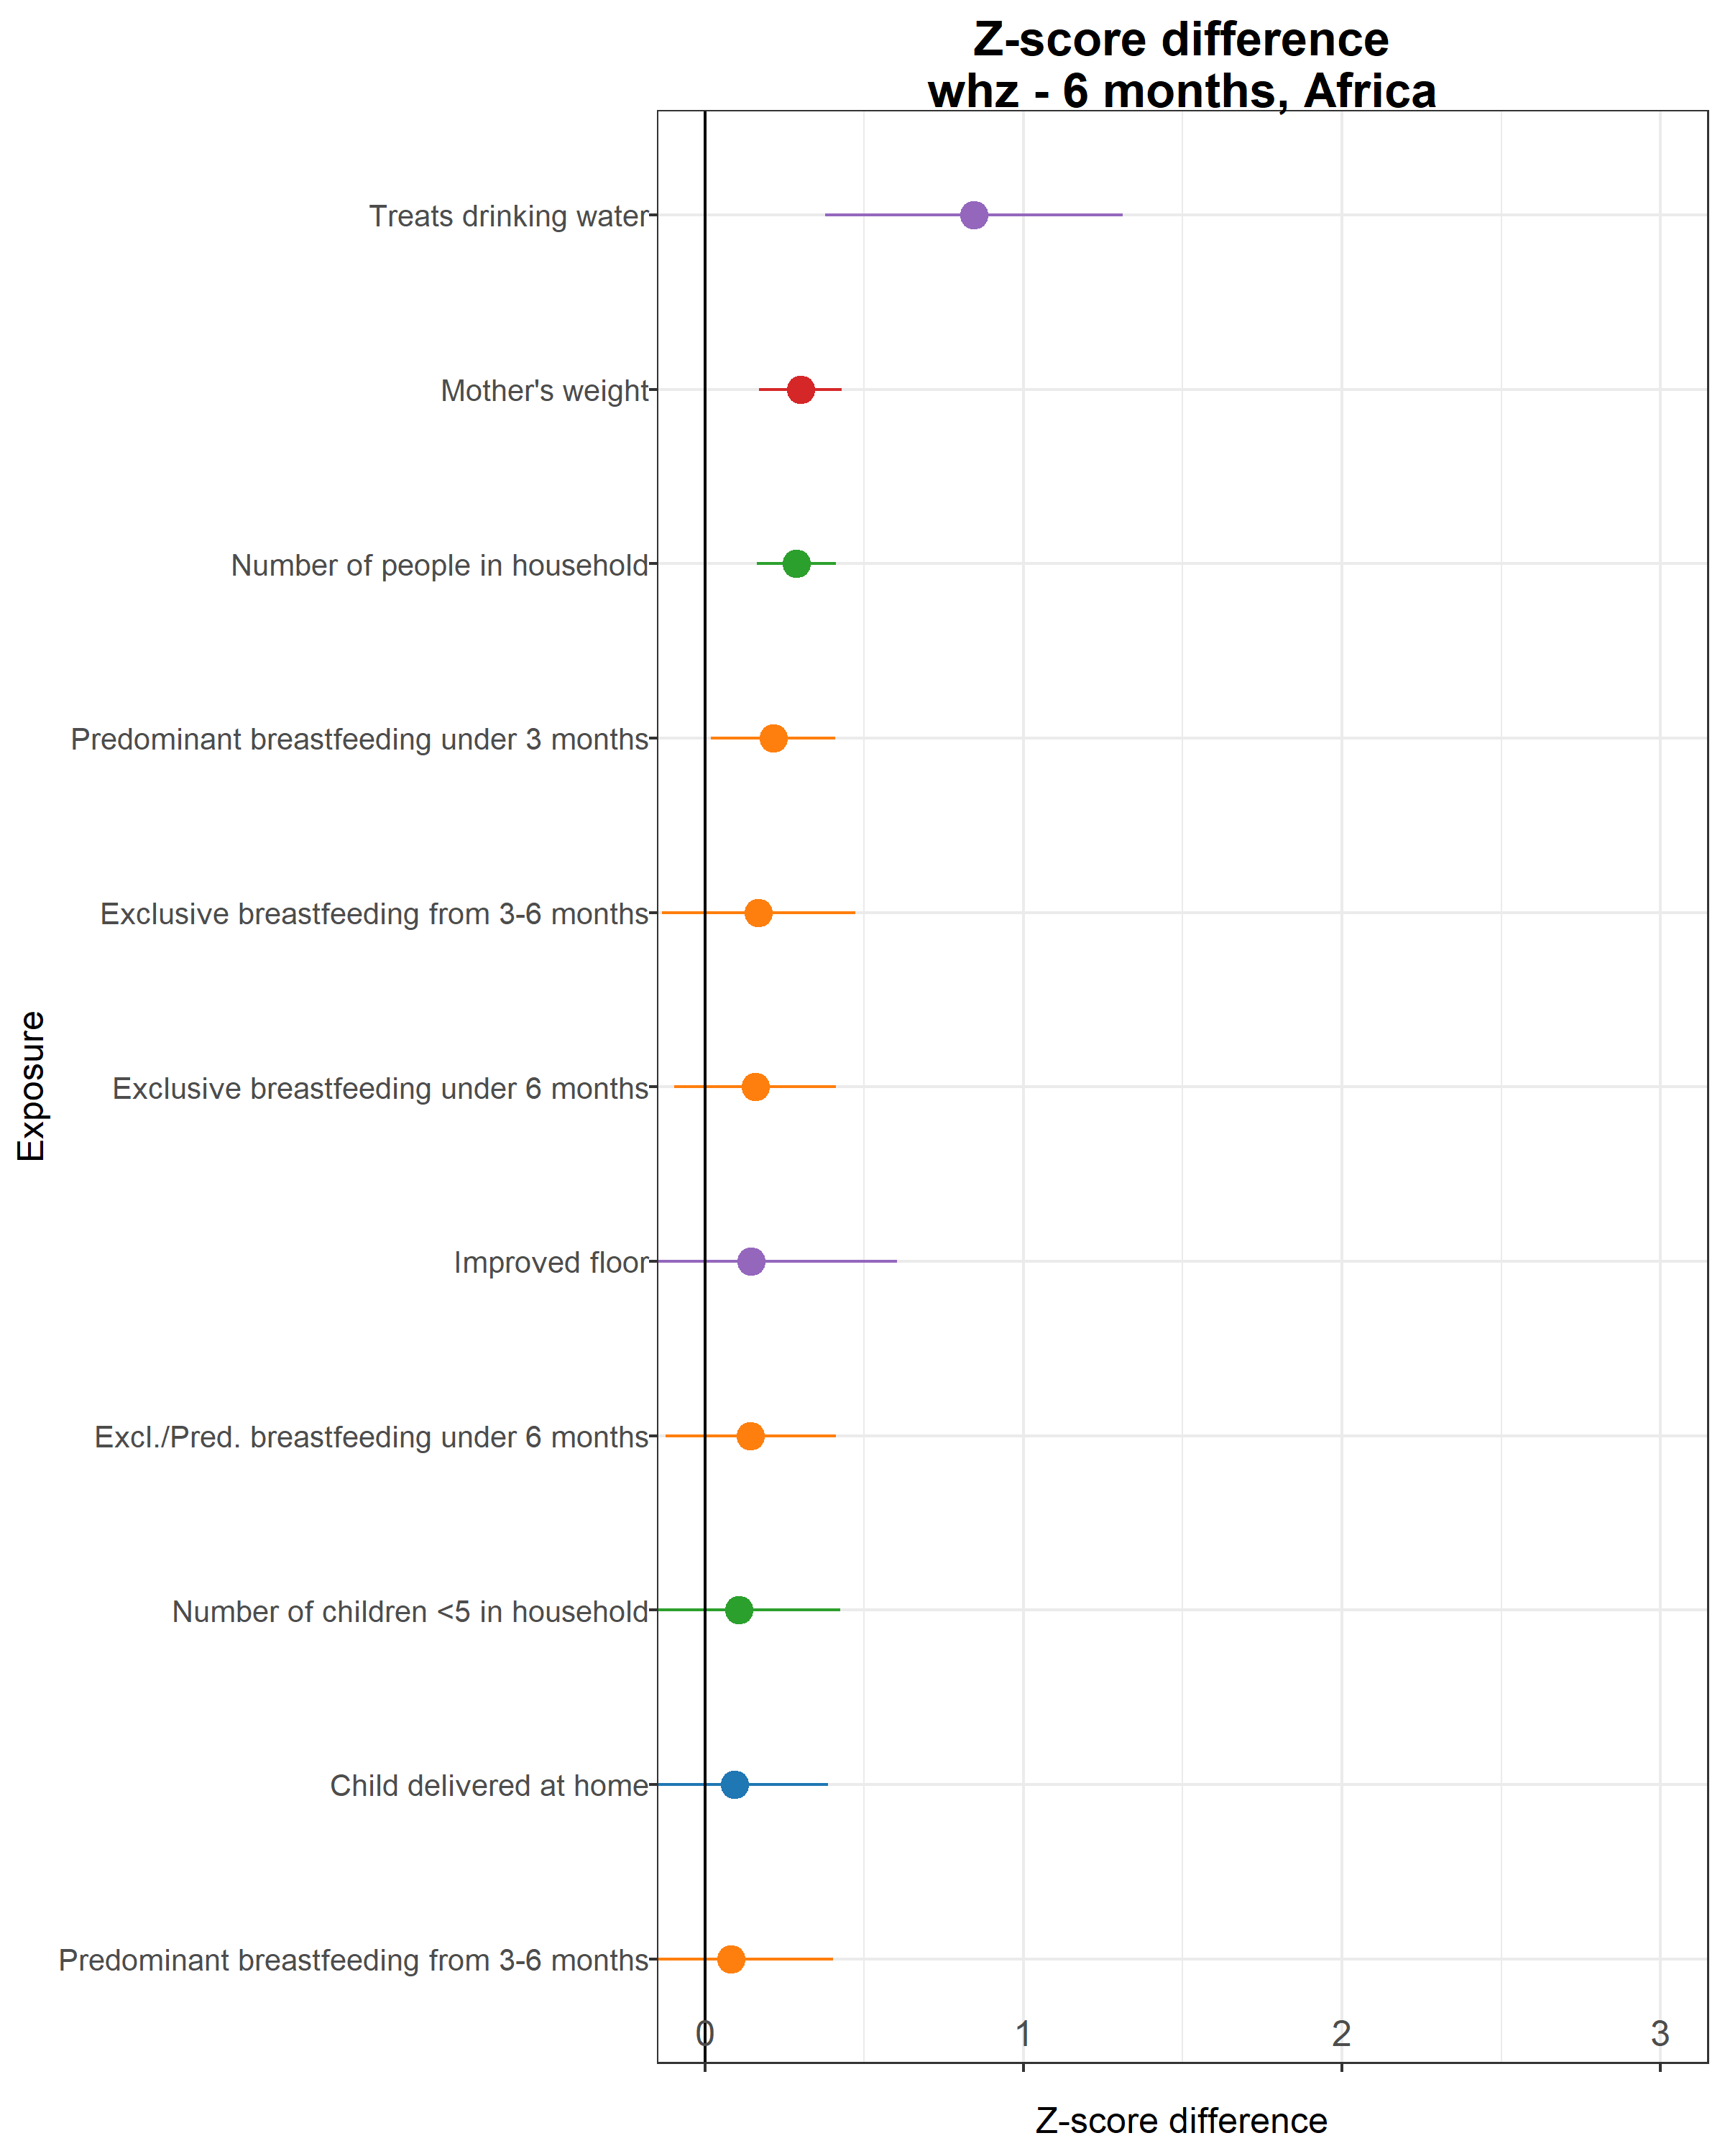 Z-score difference
whz - 6 months, Africa
Treats drinking water
Mother's weight
Number of people in household
Predominant breastfeeding under 3 months
Exclusive breastfeeding from 3-6 months
Exclusive breastfeeding under 6 months
Improved floor
Excl./Pred. breastfeeding under 6 months
Number of children <5 in household
Child delivered at home
Predominant breastfeeding from 3-6 months
Exposure
0 1 2 3
Z-score difference